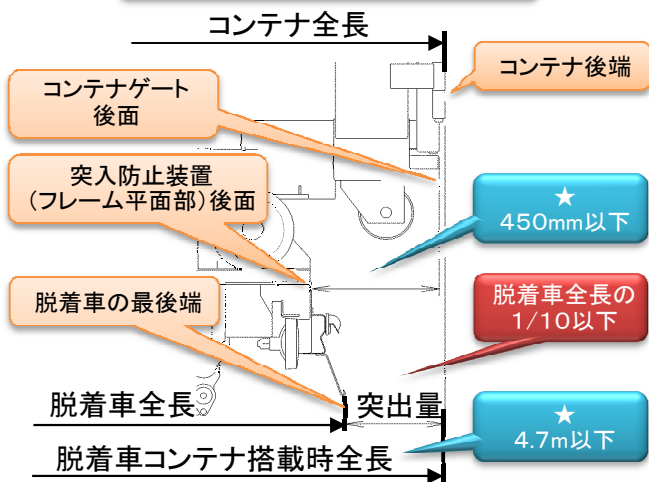 コンテナ全長
コンテナ後端
コンテナゲート
後面
突入防止装置
(フレーム平面部)後面
★
450mm以下
脱着車の最後端
脱着車全長の
1/10以下
脱着車全長
突出量
★
4.7m以下
脱着車コンテナ搭載時全長